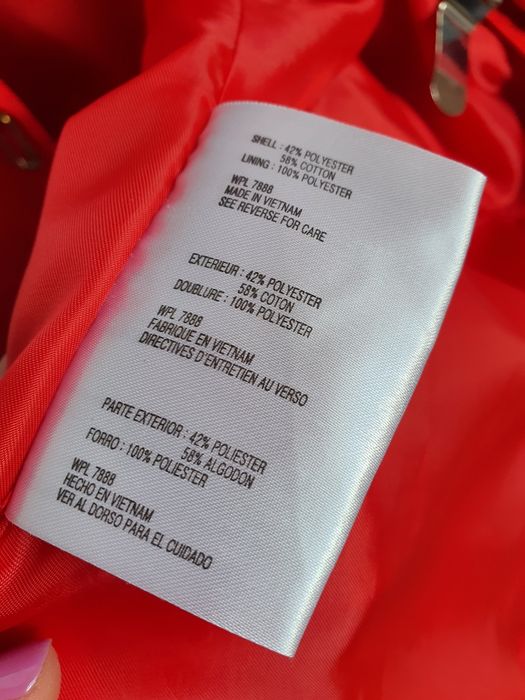 SHELL : 42% POLYESTER
58% COTTON
LINING : 100% POLYESTER
WPL 7888
MADE IN VIETNAM
SEE REVERSE FOR CARE
EXTERIEUR : 42% POLYESTER
58% COTON
DOUBLURE : 100% POLYESTER
WPL 7888
FABRIQUE EN VIETNAM
DIRECTIVES D'ENTRETIEN AU VERSO
PARTE EXTERIOR : 42% POLIESTER
58% ALGODON
FORRO : 100% POLIESTER
WPL 7888
HECHO EN VIETNAM
VER AL DORSO PARA EL CUIDADO